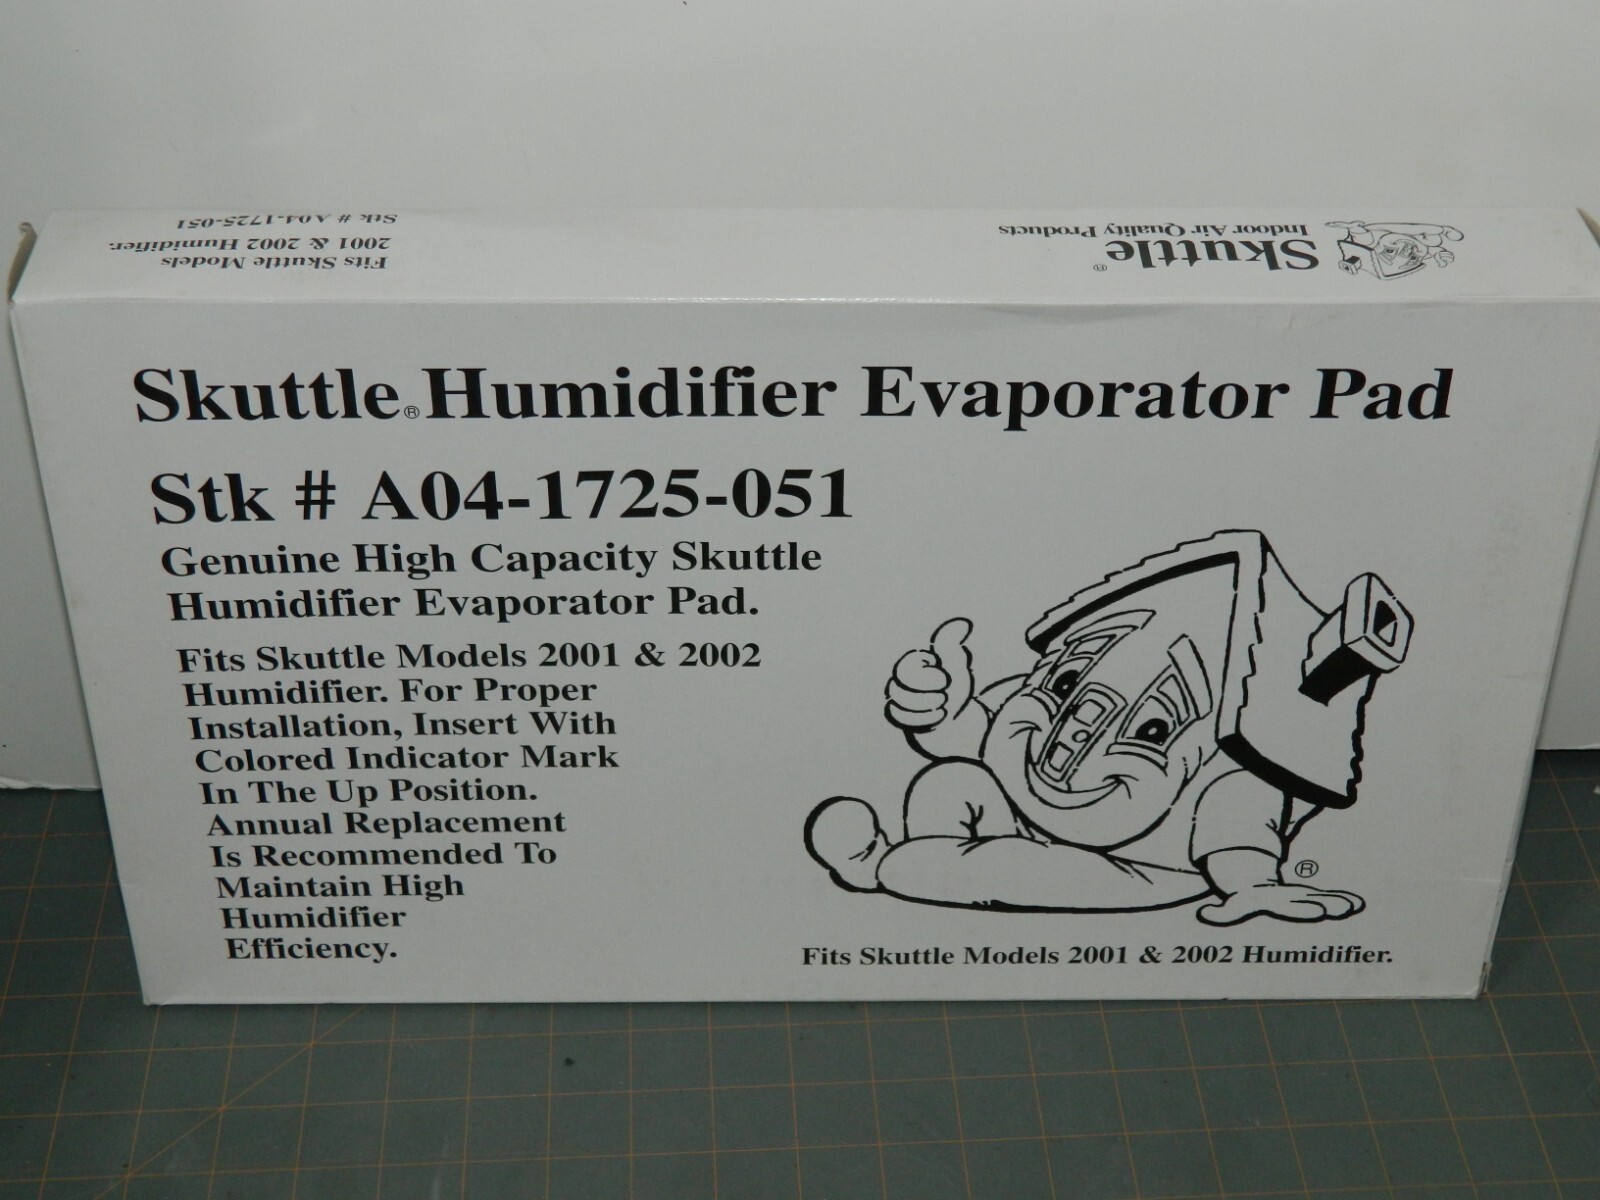 Stk # A04-1725-051
2001 & 2002 Humidifier.
Fits Skuttle Models
Indoor Air Quality Products
Skuttle®
Skuttle® Humidifier Evaporator Pad
Stk # A04-1725-051
Genuine High Capacity Skuttle
Humidifier Evaporator Pad.
Fits Skuttle Models 2001 & 2002
Humidifier. For Proper
Installation, Insert With
Colored Indicator Mark
In The Up Position.
Annual Replacement
Is Recommended To
Maintain High
Humidifier
Efficiency.
®
Fits Skuttle Models 2001 & 2002 Humidifier.